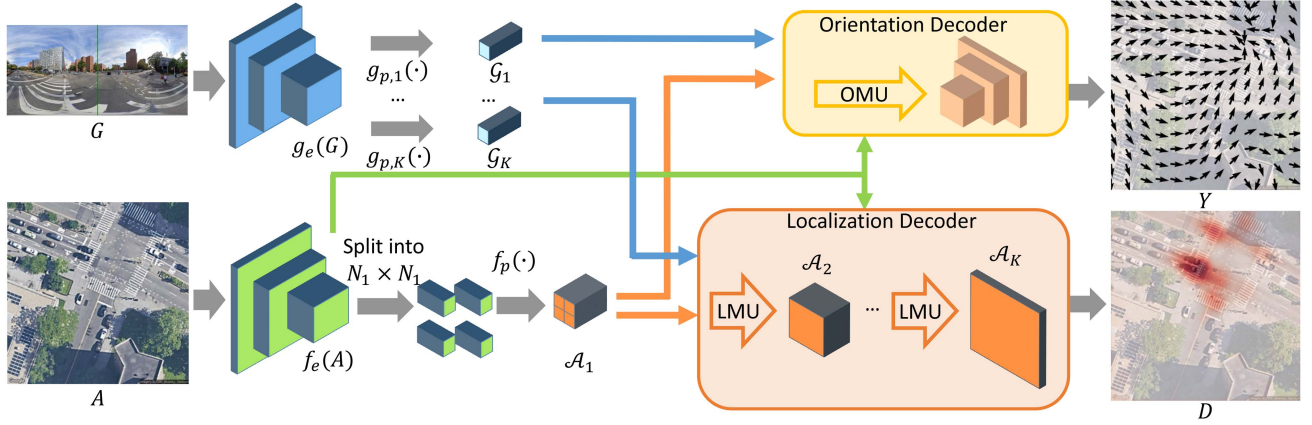 G
g_e(G)
g_{p,1}(·)
...
g_{p,K}(·)
𝒢_1
...
𝒢_K
Orientation Decoder
OMU
Y
Google
A
f_e(A)
Split into
N_1 × N_1
f_p(·)
𝒜_1
Localization Decoder
LMU
𝒜_2
...
LMU
𝒜_K
D